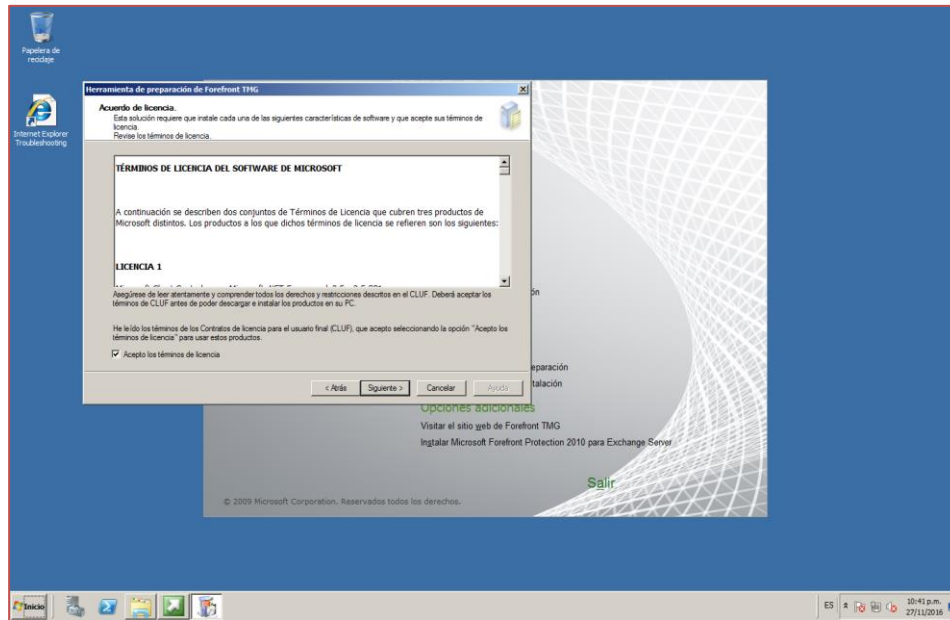 Papelera de
reciclaje
Internet Explorer
Troubleshooting
Herramienta de preparación de Forefront TMG
Acuerdo de licencia.
Esta solución requiere que instale cada una de las siguientes características de software y que acepte sus términos de
licencia.
Revise los términos de licencia.
TÉRMINOS DE LICENCIA DEL SOFTWARE DE MICROSOFT
A continuación se describen dos conjuntos de Términos de Licencia que cubren tres productos de
Microsoft distintos. Los productos a los que dichos términos de licencia se refieren son los siguientes:
LICENCIA 1
Asegúrese de leer atentamente y comprender todos los derechos y restricciones descritos en el CLUF. Deberá aceptar los
términos de CLUF antes de poder descargar e instalar los productos en su PC.
He leído los términos de los Contratos de licencia para el usuario final (CLUF), que acepto seleccionando la opción "Acepto los
términos de licencia" para usar estos productos.
Acepto los términos de licencia
< Atrás
Siguiente >
Cancelar
Ayuda
ón
eparación
talación
Opciones adicionales
Visitar el sitio web de Forefront TMG
Instalar Microsoft Forefront Protection 2010 para Exchange Server
Salir
© 2009 Microsoft Corporation. Reservados todos los derechos.
Inicio
ES
10:41 p.m.
27/11/2016